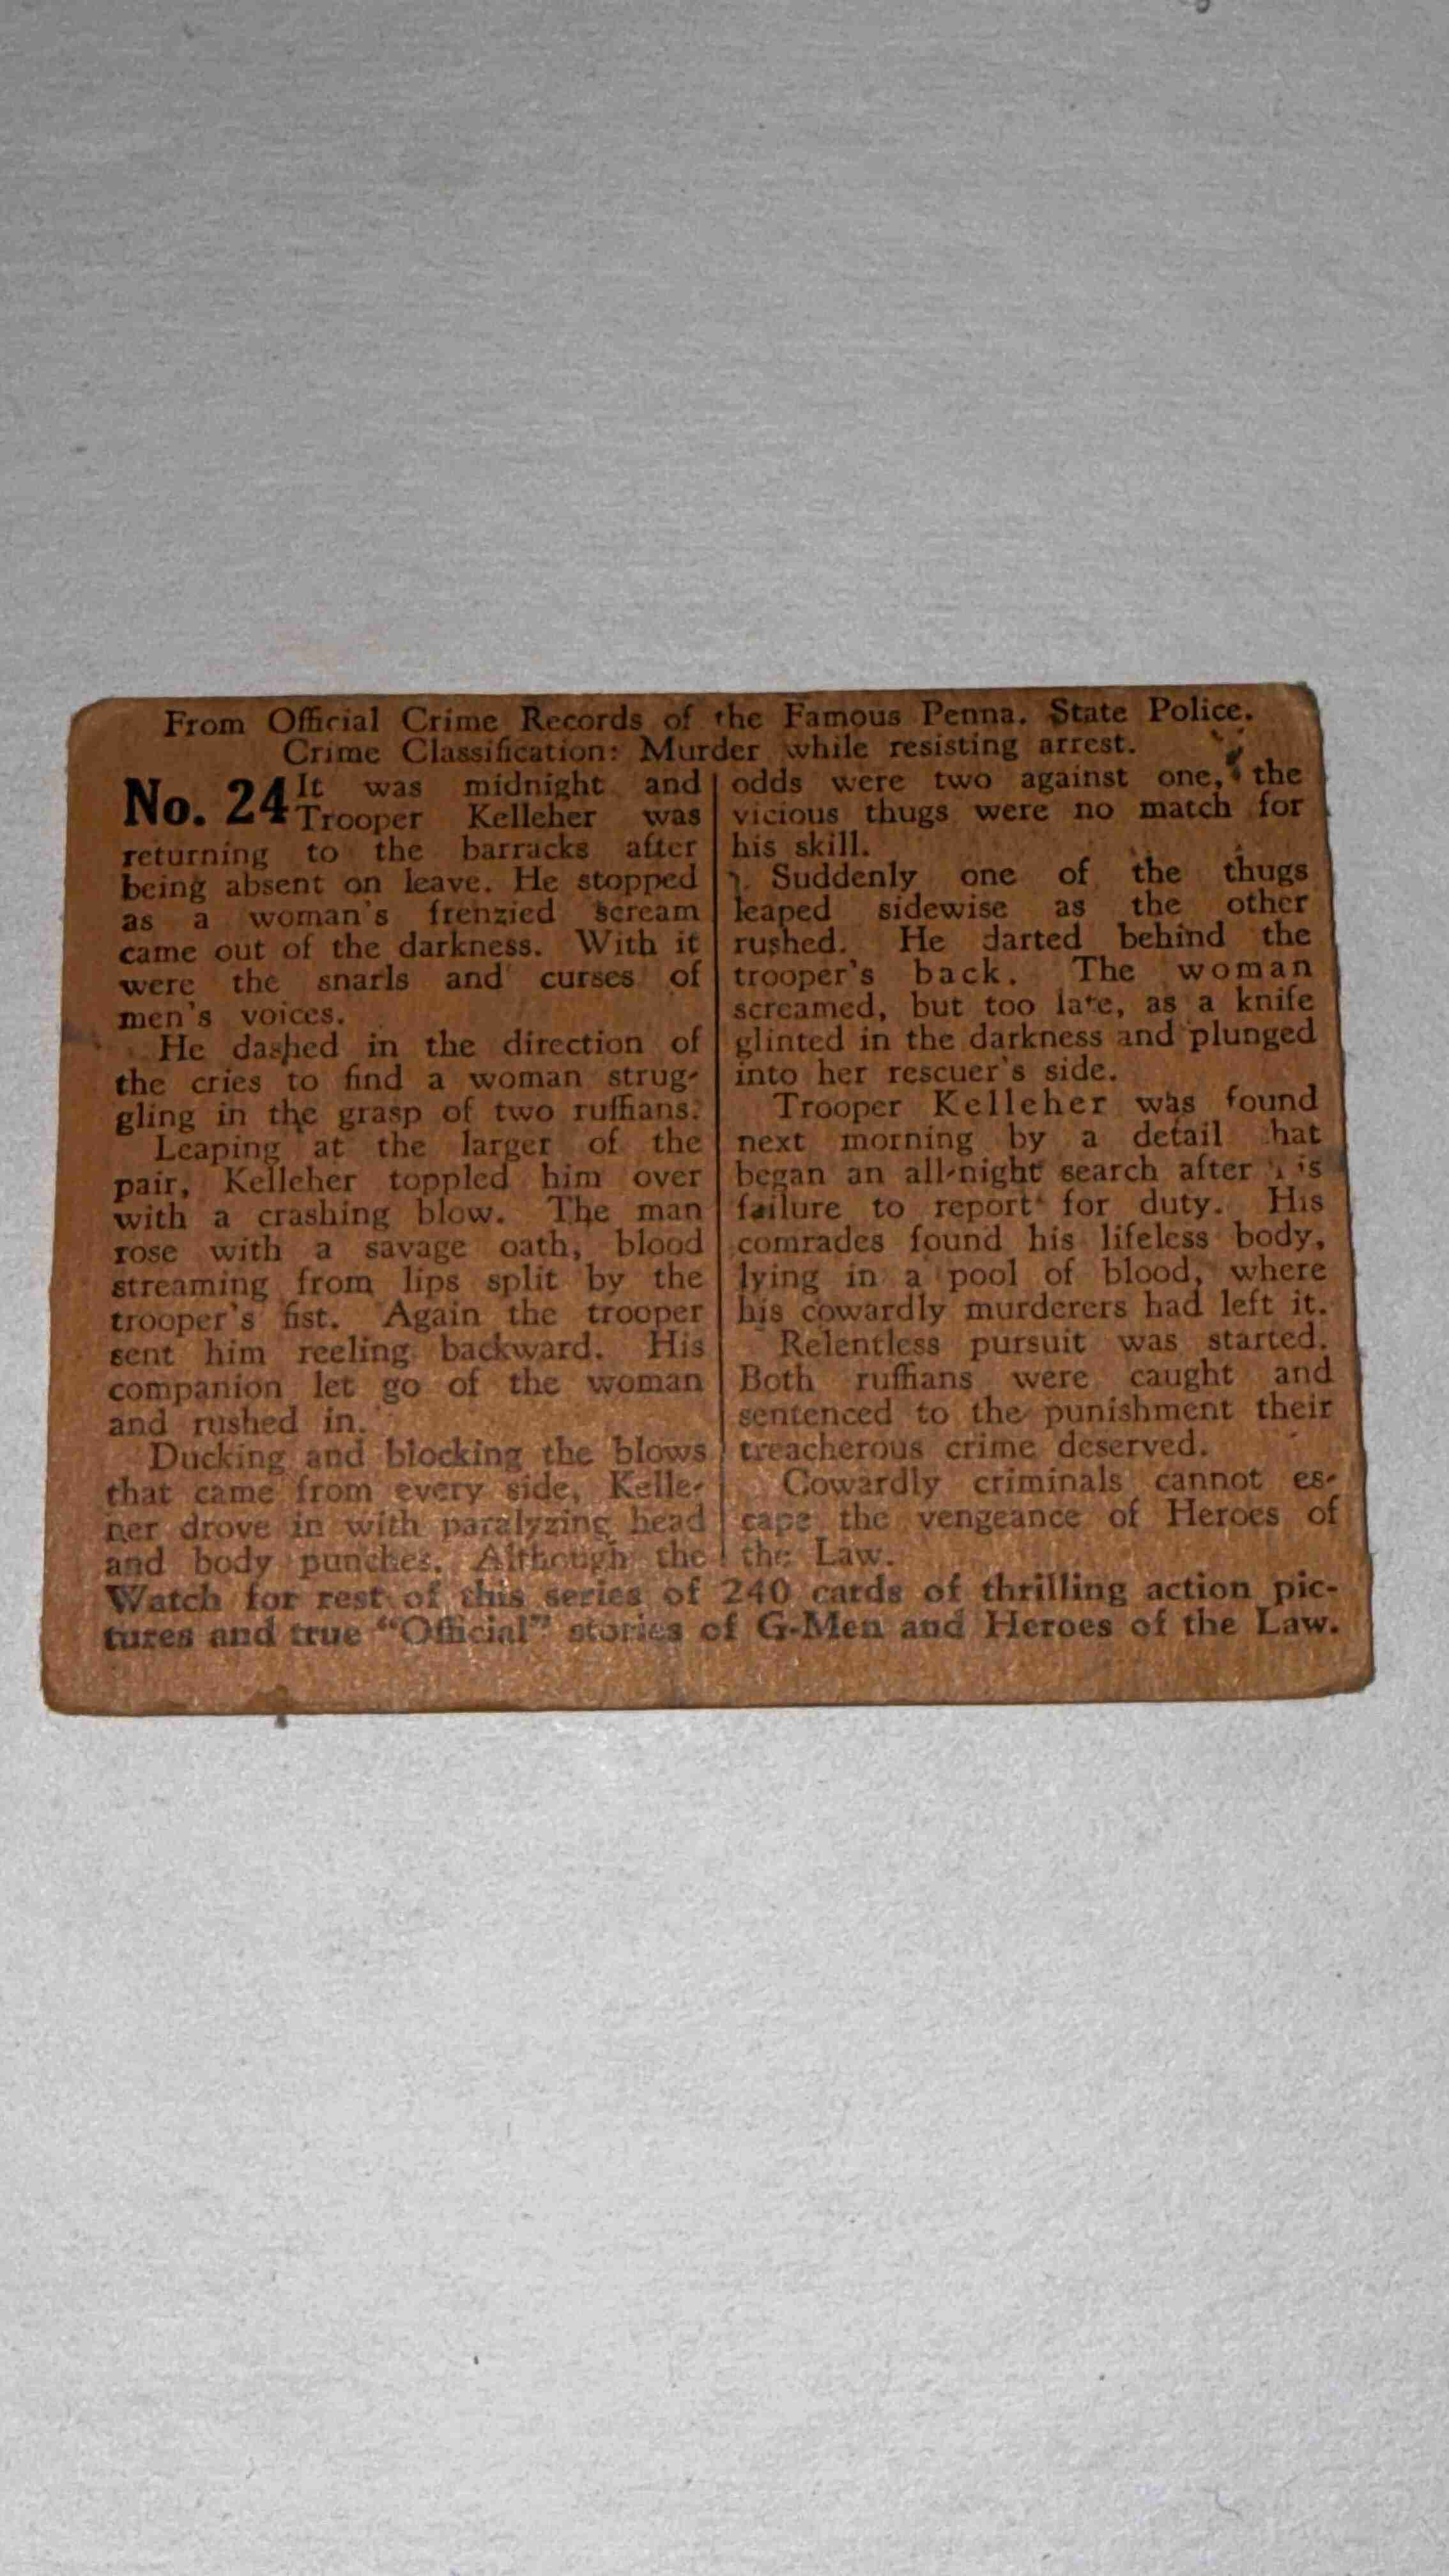 From Official Crime Records of the Famous Penna. State Police.
Crime Classification: Murder while resisting arrest.
No. 24 It was midnight and
Trooper Kelleher was
returning to the barracks after
being absent on leave. He stopped
as a woman's frenzied scream
came out of the darkness. With it
were the snarls and curses of
men's voices.
He dashed in the direction of
the cries to find a woman strug-
gling in the grasp of two ruffians.
Leaping at the larger of the
pair, Kelleher toppled him over
with a crashing blow. The man
rose with a savage oath, blood
streaming from lips split by the
trooper's fist. Again the trooper
sent him reeling backward. His
companion let go of the woman
and rushed in.
Ducking and blocking the blows
that came from every side, Kelle-
her drove in with paralyzing head
and body punches. Although the
odds were two against one, the
vicious thugs were no match for
his skill.
Suddenly one of the thugs
leaped sidewise as the other
rushed. He darted behind the
trooper's back. The woman
screamed, but too late, as a knife
glinted in the darkness and plunged
into her rescuer's side.
Trooper Kelleher was found
next morning by a detail that
began an all-night search after his
failure to report for duty. His
comrades found his lifeless body,
lying in a pool of blood, where
his cowardly murderers had left it.
Relentless pursuit was started.
Both ruffians were caught and
sentenced to the punishment their
treacherous crime deserved.
Cowardly criminals cannot es-
cape the vengeance of Heroes of
the Law.
Watch for rest of this series of 240 cards of thrilling action pic-
tures and true "Official" stories of G-Men and Heroes of the Law.